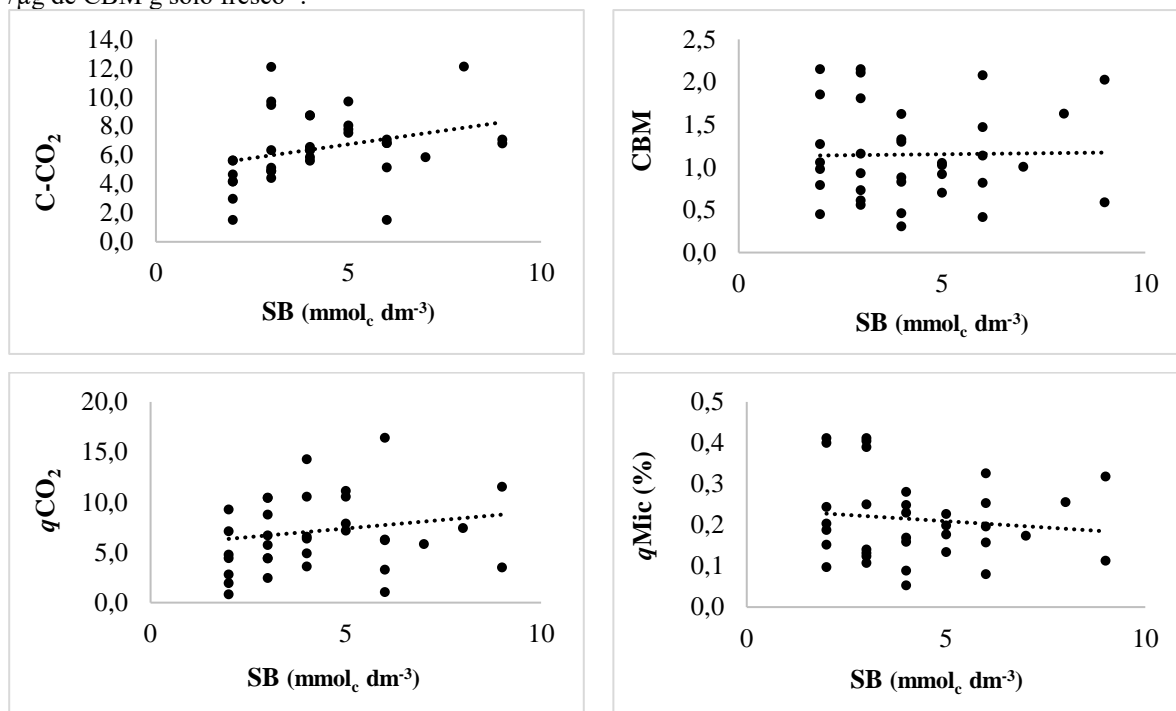 /µg de CBM g solo fresco⁻¹.
14,0
12,0
10,0
8,0
6,0
4,0
2,0
0,0
C-CO₂
0 5 10
SB (mmol꜀ dm⁻³)
2,5
2,0
1,5
1,0
0,5
0,0
CBM
0 5 10
SB (mmol꜀ dm⁻³)
20,0
15,0
10,0
5,0
0,0
qCO₂
0 5 10
SB (mmol꜀ dm⁻³)
0,5
0,4
0,3
0,2
0,1
0,0
qMic (%)
0 5 10
SB (mmol꜀ dm⁻³)